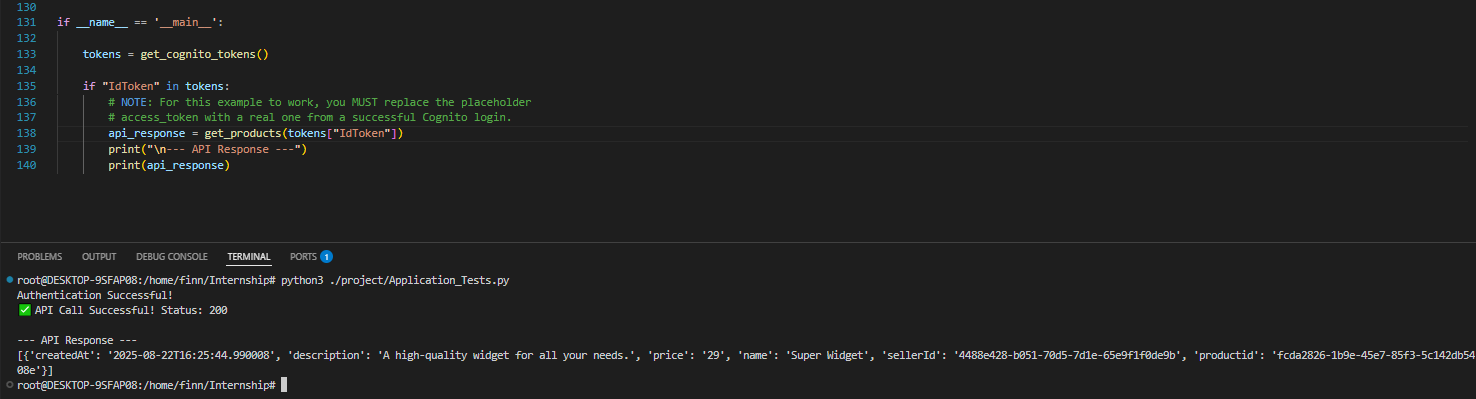 130
131 if __name__ == '__main__':
132
133 tokens = get_cognito_tokens()
134
135 if "IdToken" in tokens:
136 # NOTE: For this example to work, you MUST replace the placeholder
137 # access_token with a real one from a successful Cognito login.
138 api_response = get_products(tokens["IdToken"])
139 print("\n--- API Response ---")
140 print(api_response)
PROBLEMS OUTPUT DEBUG CONSOLE TERMINAL PORTS 1
root@DESKTOP-9SFAP08:/home/finn/Internship# python3 ./project/Application_Tests.py
Authentication Successful!
✅ API Call Successful! Status: 200
--- API Response ---
[{'createdAt': '2025-08-22T16:25:44.990008', 'description': 'A high-quality widget for all your needs.', 'price': '29', 'name': 'Super Widget', 'sellerId': '4488e428-b051-70d5-7d1e-65e9f1f0de9b', 'productid': 'fcda2826-1b9e-45e7-85f3-5c142db54
08e'}]
root@DESKTOP-9SFAP08:/home/finn/Internship#